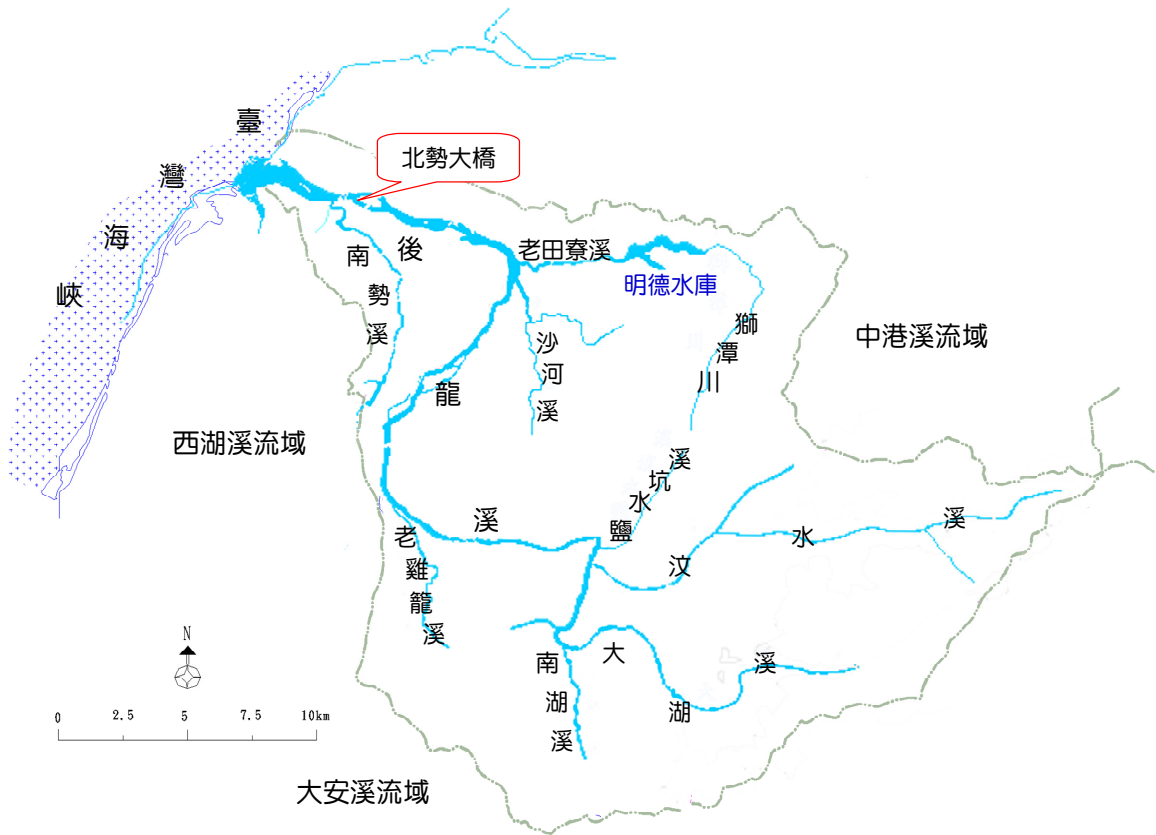 臺灣海峽
北勢大橋
南勢溪
後龍溪
老田寮溪
明德水庫
獅潭川
沙河溪
中港溪流域
西湖溪流域
鹽水坑溪
汶水溪
老雞籠溪
南湖溪
大湖溪
大安溪流域
N
0 2.5 5 7.5 10km